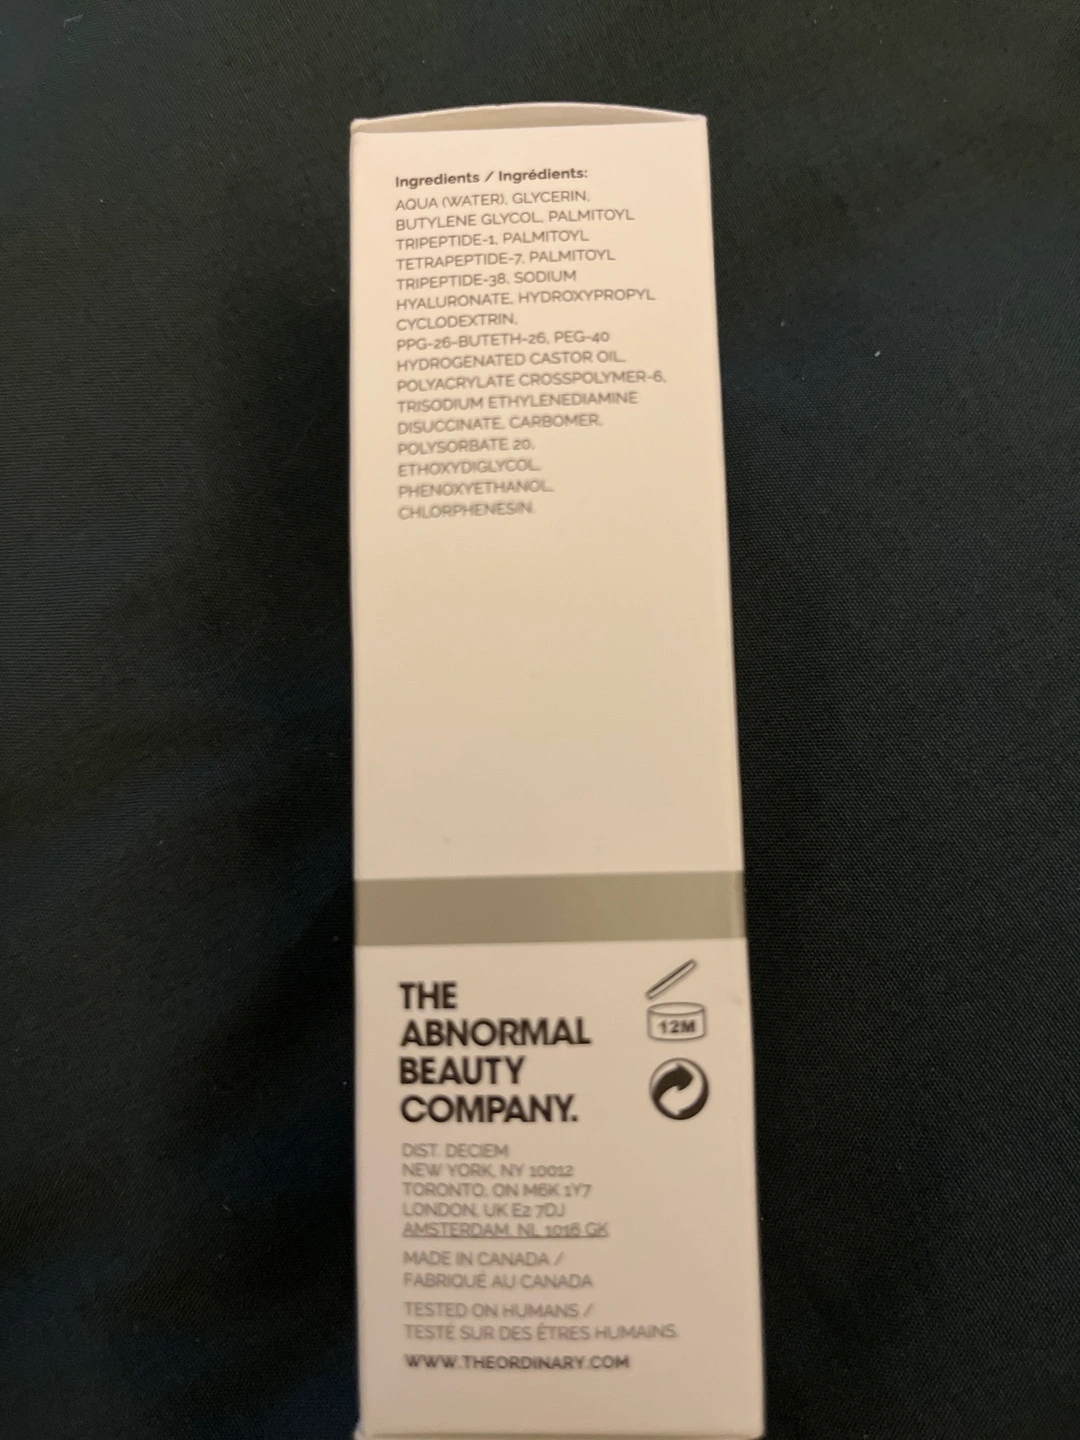 Ingredients / Ingrédients:
AQUA (WATER), GLYCERIN,
BUTYLENE GLYCOL, PALMITOYL
TRIPEPTIDE-1, PALMITOYL
TETRAPEPTIDE-7, PALMITOYL
TRIPEPTIDE-38, SODIUM
HYALURONATE, HYDROXYPROPYL
CYCLODEXTRIN,
PPG-26-BUTETH-26, PEG-40
HYDROGENATED CASTOR OIL,
POLYACRYLATE CROSSPOLYMER-6,
TRISODIUM ETHYLENEDIAMINE
DISUCCINATE, CARBOMER,
POLYSORBATE 20,
ETHOXYDIGLYCOL,
PHENOXYETHANOL,
CHLORPHENESIN.
THE
ABNORMAL
BEAUTY
COMPANY.
12M
DIST. DECIEM
NEW YORK, NY 10012
TORONTO, ON M6K 1Y7
LONDON, UK E2 7DJ
AMSTERDAM, NL 1016 GK
MADE IN CANADA /
FABRIQUÉ AU CANADA
TESTED ON HUMANS /
TESTÉ SUR DES ÊTRES HUMAINS.
WWW.THEORDINARY.COM